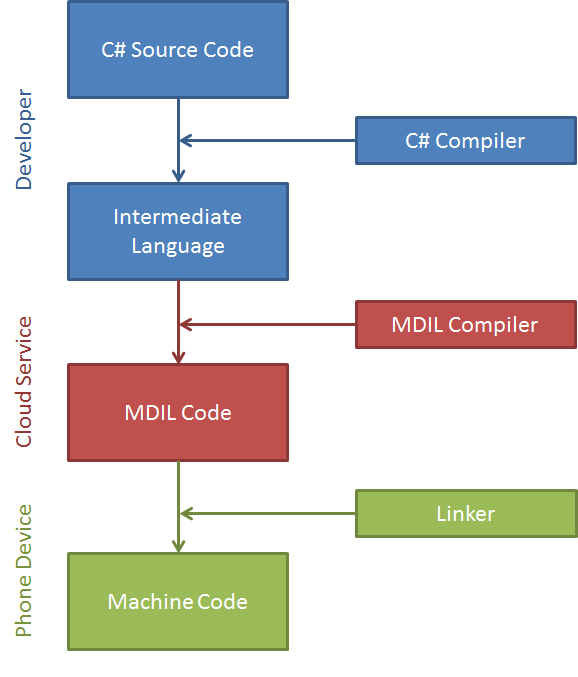 C# Source Code
Developer
C# Compiler
Intermediate
Language
MDIL Compiler
Cloud Service
MDIL Code
Linker
Phone Device
Machine Code